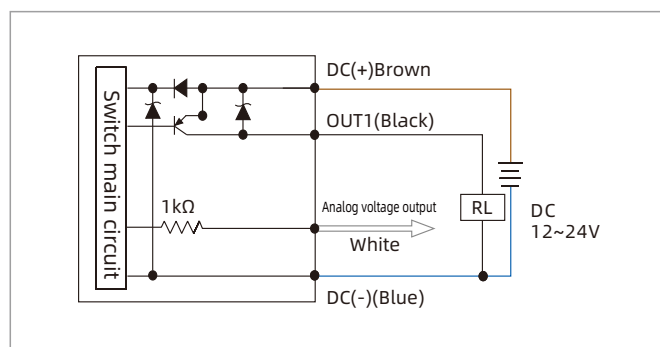 DC(+)Brown
OUT1(Black)
Switch main circuit
1kΩ
Analog voltage output
White
RL
DC
12~24V
DC(-)(Blue)